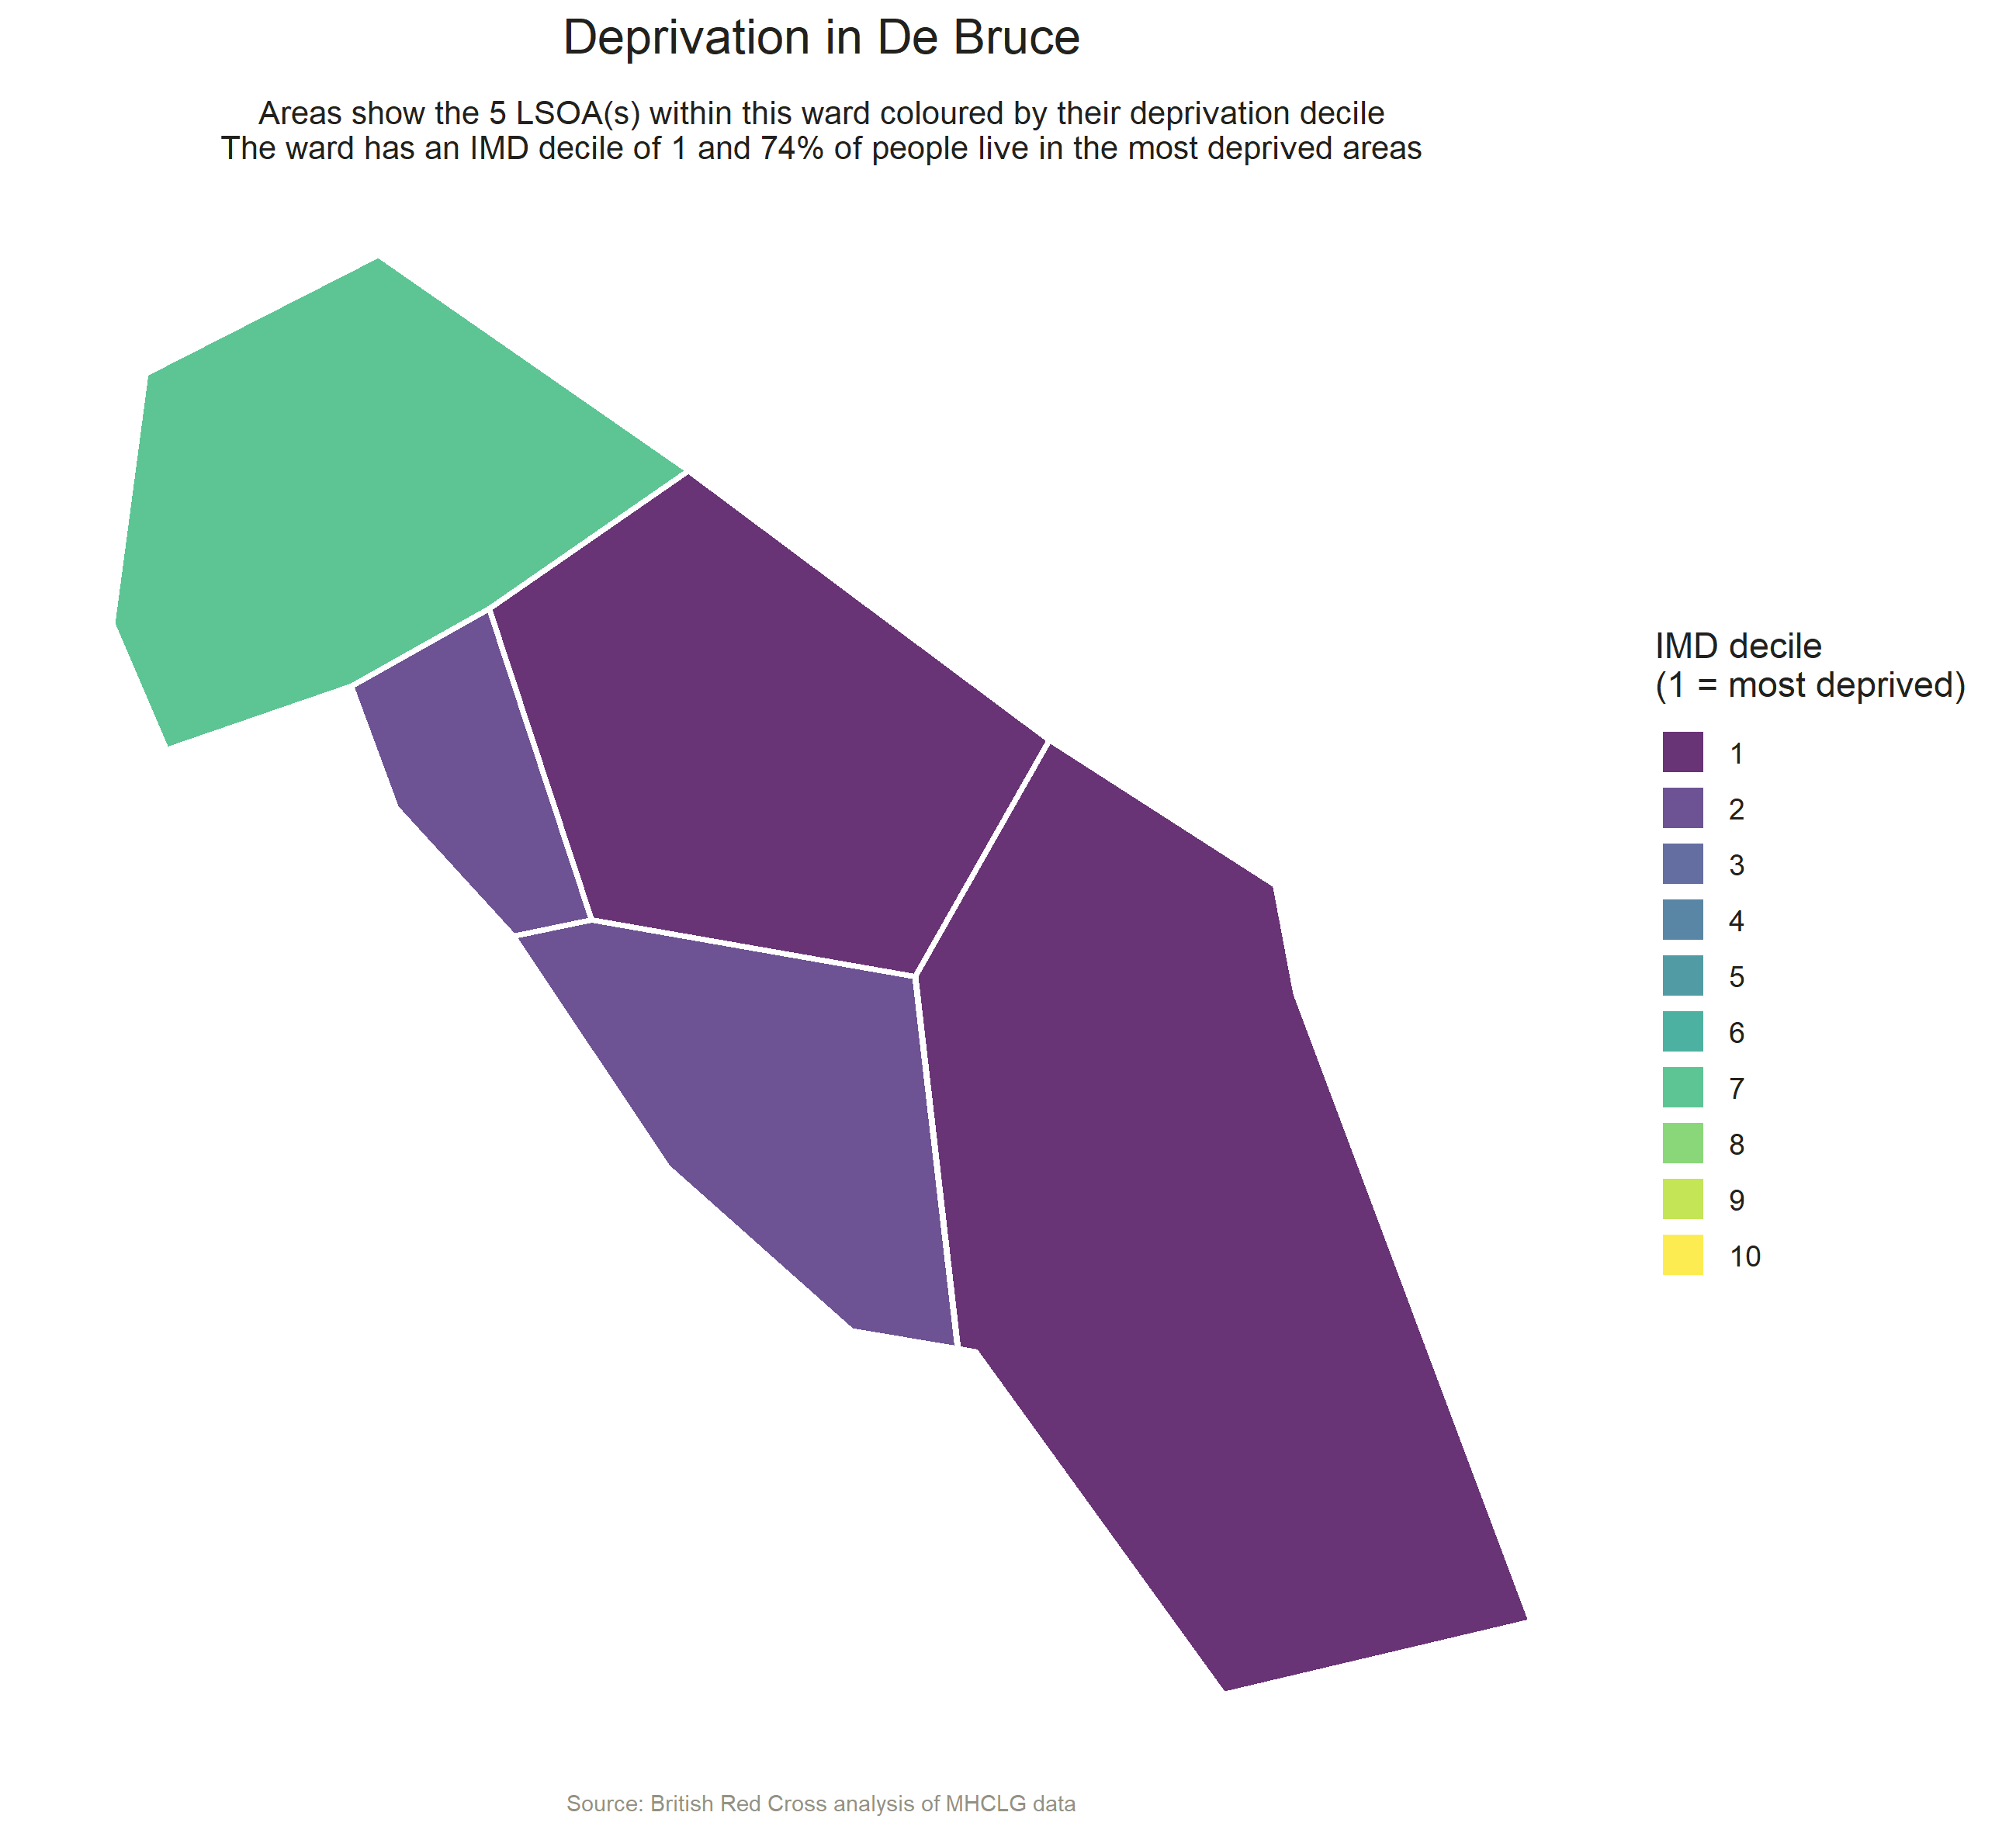 Deprivation in De Bruce
Areas show the 5 LSOA(s) within this ward coloured by their deprivation decile
The ward has an IMD decile of 1 and 74% of people live in the most deprived areas
IMD decile
(1 = most deprived)
1
2
3
4
5
6
7
8
9
10
Source: British Red Cross analysis of MHCLG data